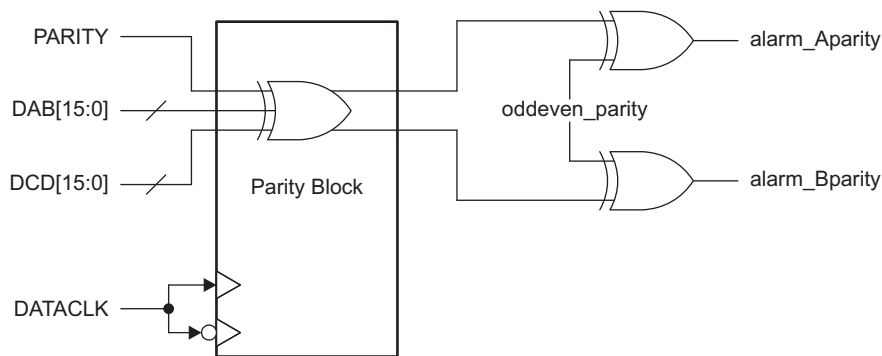 PARITY
alarm_Aparity
DAB[15:0]
oddeven_parity
DCD[15:0]
Parity Block
alarm_Bparity
DATACLK